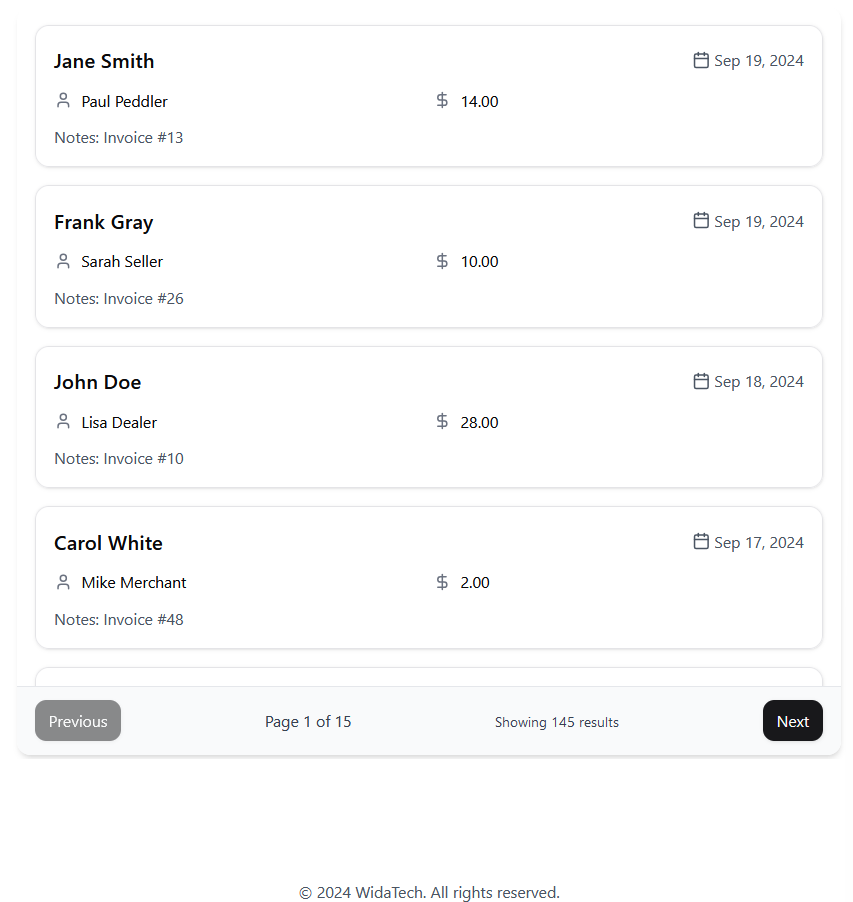 Jane Smith
Sep 19, 2024
Paul Peddler
$ 14.00
Notes: Invoice #13
Frank Gray
Sep 19, 2024
Sarah Seller
$ 10.00
Notes: Invoice #26
John Doe
Sep 18, 2024
Lisa Dealer
$ 28.00
Notes: Invoice #10
Carol White
Sep 17, 2024
Mike Merchant
$ 2.00
Notes: Invoice #48
Previous
Page 1 of 15
Showing 145 results
Next
© 2024 WidaTech. All rights reserved.